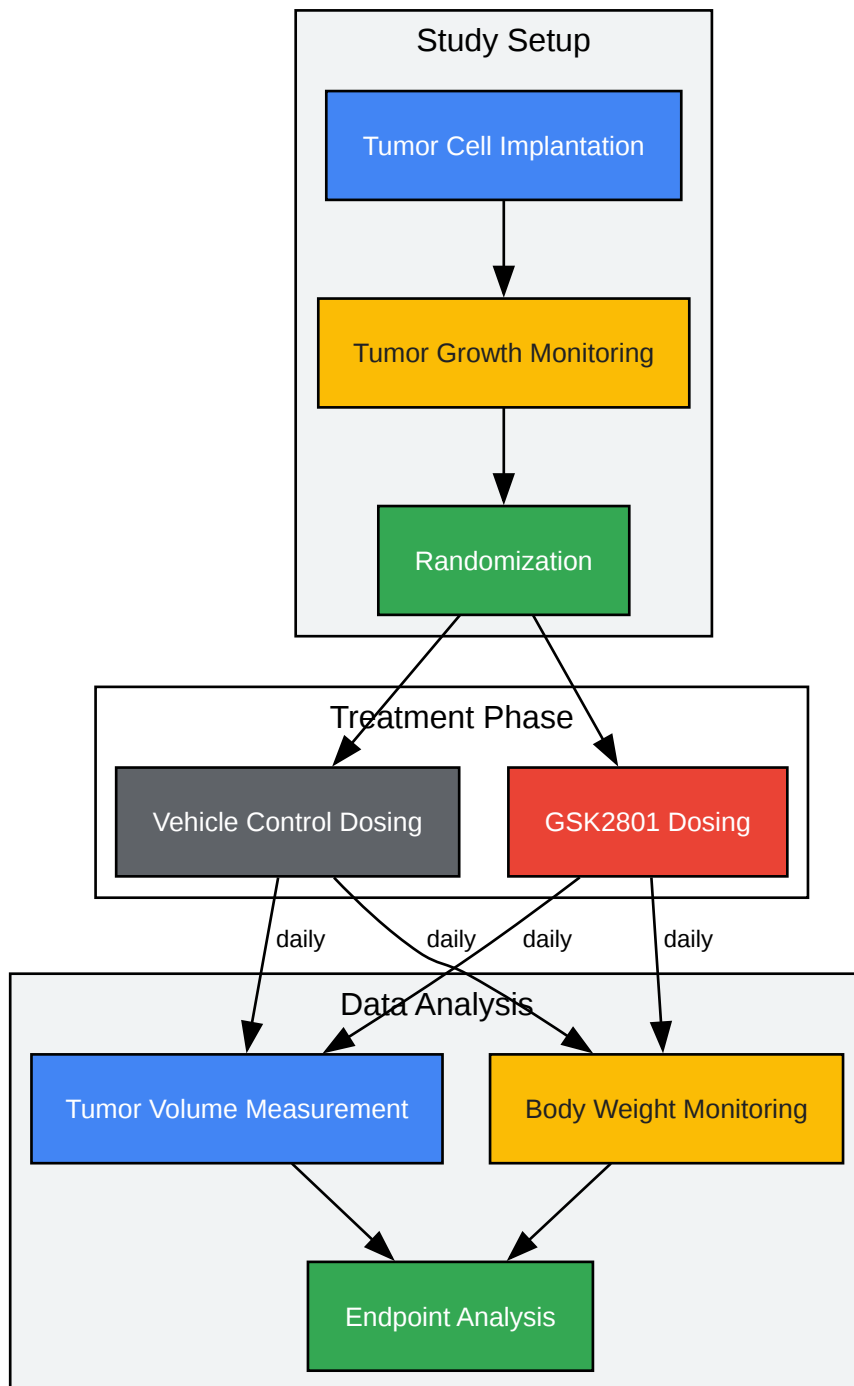 Study Setup
Tumor Cell Implantation
Tumor Growth Monitoring
Randomization
Treatment Phase
Vehicle Control Dosing
GSK2801 Dosing
daily
daily
daily
daily
Data Analysis
Tumor Volume Measurement
Body Weight Monitoring
Endpoint Analysis